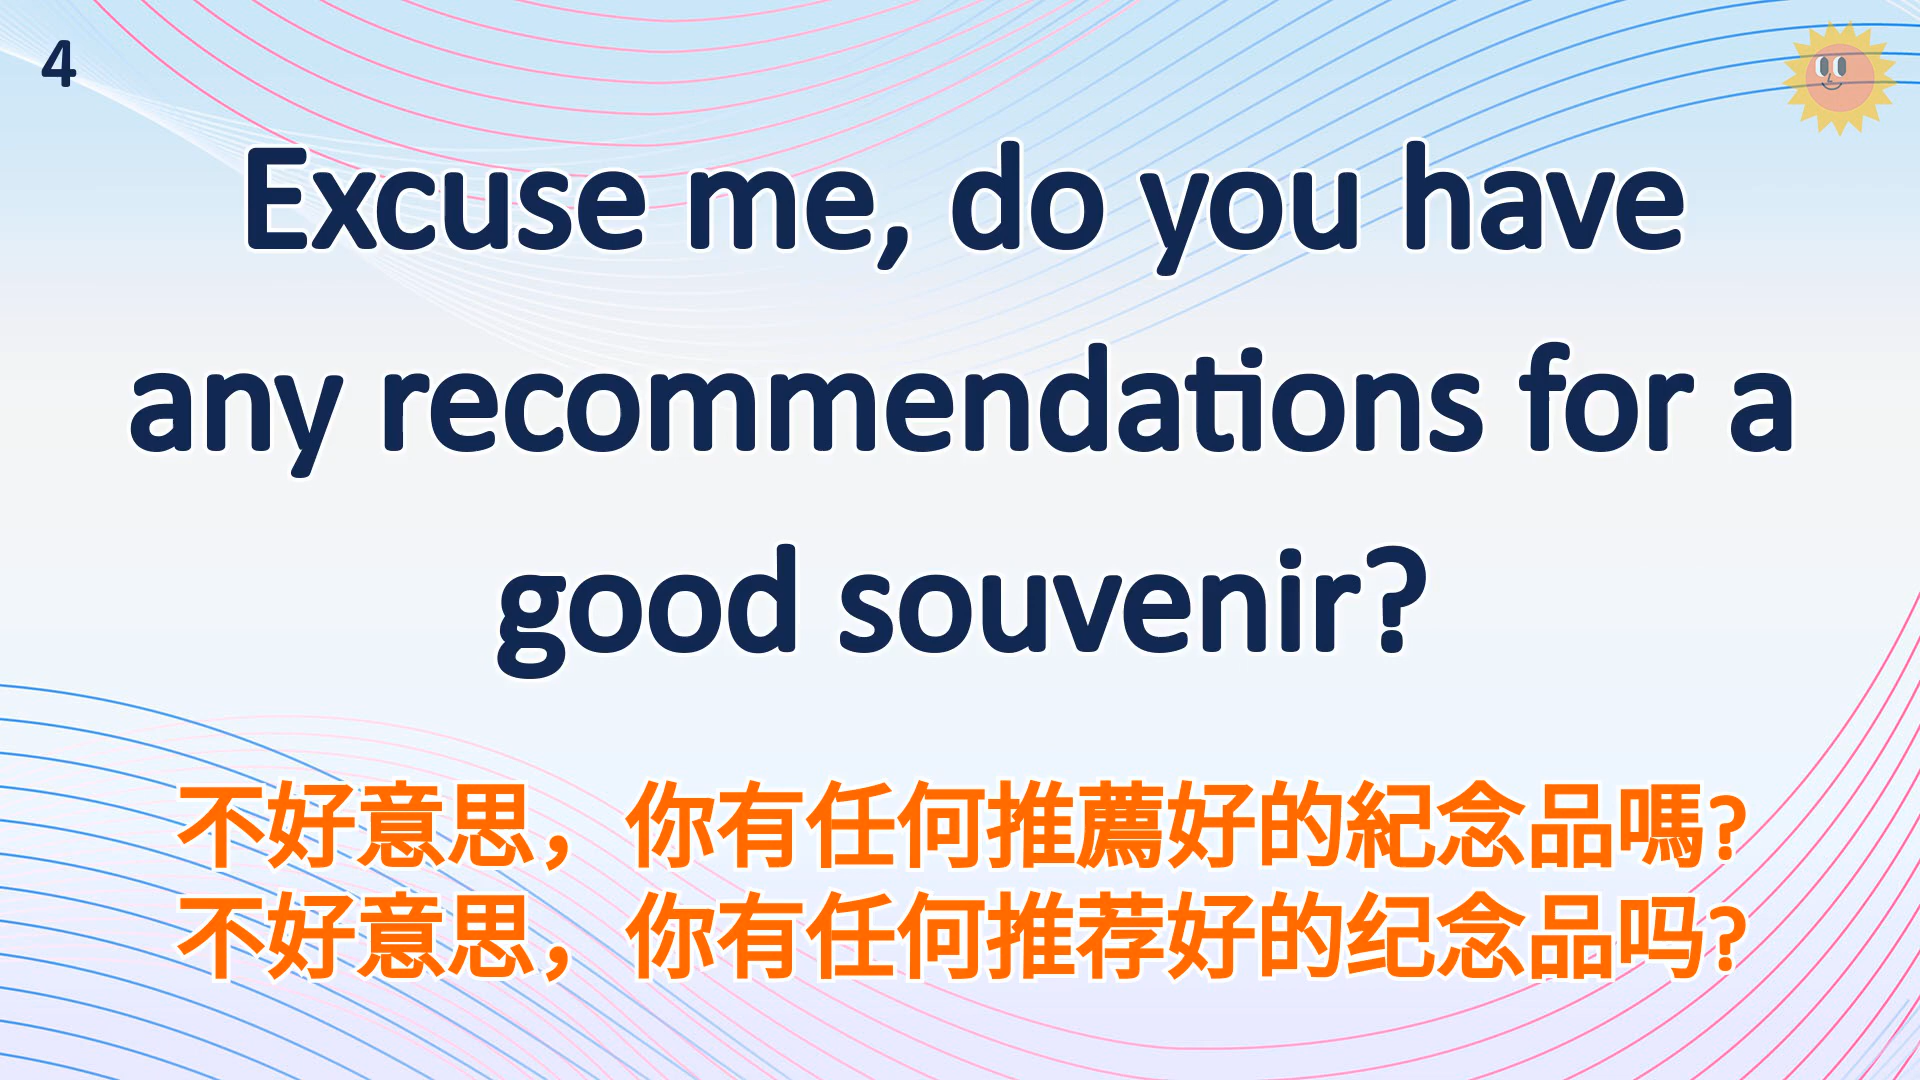 4
Excuse me, do you have
any recommendations for a
good souvenir?
不好意思，你有任何推薦好的紀念品嗎?
不好意思，你有任何推荐好的纪念品吗?